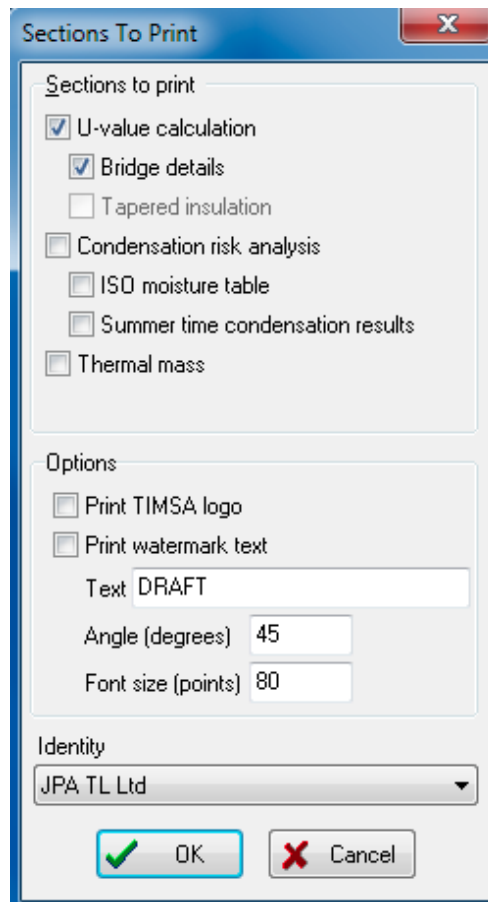 Sections To Print
Sections to print
U-value calculation
Bridge details
Tapered insulation
Condensation risk analysis
ISO moisture table
Summer time condensation results
Thermal mass
Options
Print TIMSA logo
Print watermark text
Text DRAFT
Angle (degrees) 45
Font size (points) 80
Identity
JPA TL Ltd
OK Cancel